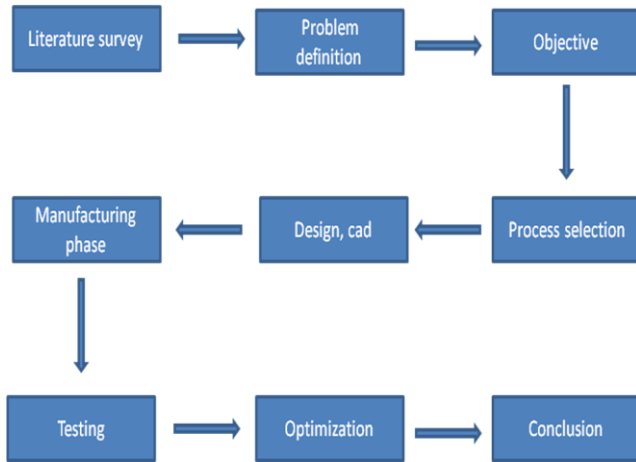 Literature survey
Problem
definition
Objective
Manufacturing
phase
Design, cad
Process selection
Testing
Optimization
Conclusion